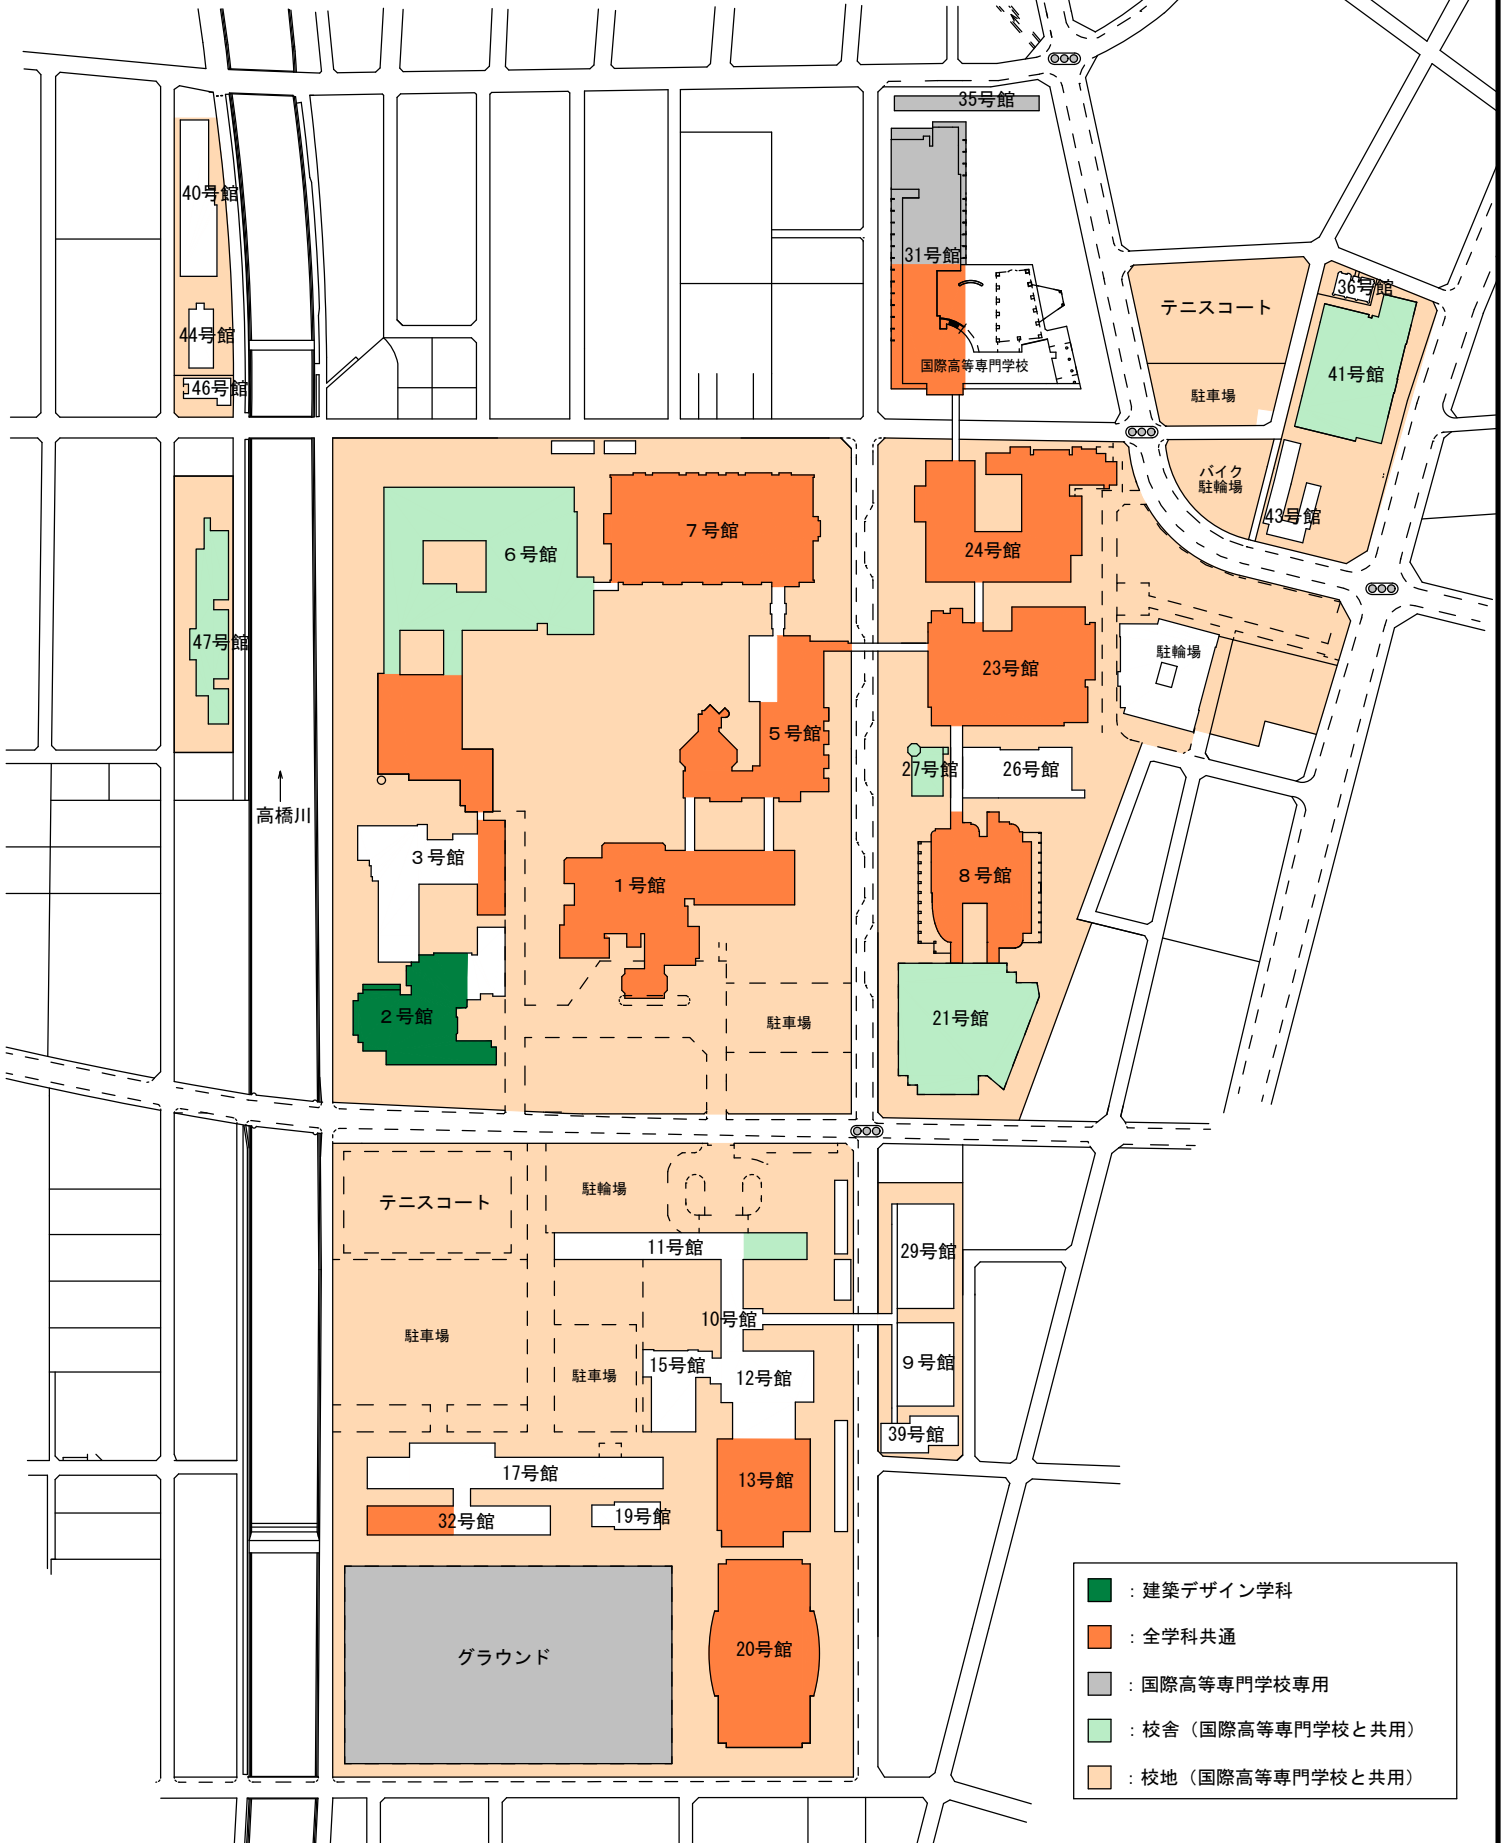 35号館
40号館
31号館
36号館
テニスコート
44号館
国際高等専門学校
41号館
46号館
駐車場
バイク
駐輪場
43号館
7号館
6号館
24号館
47号館
駐輪場
23号館
5号館
27号館
26号館
高橋川
3号館
8号館
1号館
2号館
21号館
駐車場
テニスコート
駐輪場
11号館
29号館
10号館
駐車場
15号館
9号館
駐車場
12号館
39号館
17号館
13号館
32号館
19号館
グラウンド
20号館
：建築デザイン学科
：全学科共通
：国際高等専門学校専用
：校舎（国際高等専門学校と共用）
：校地（国際高等専門学校と共用）